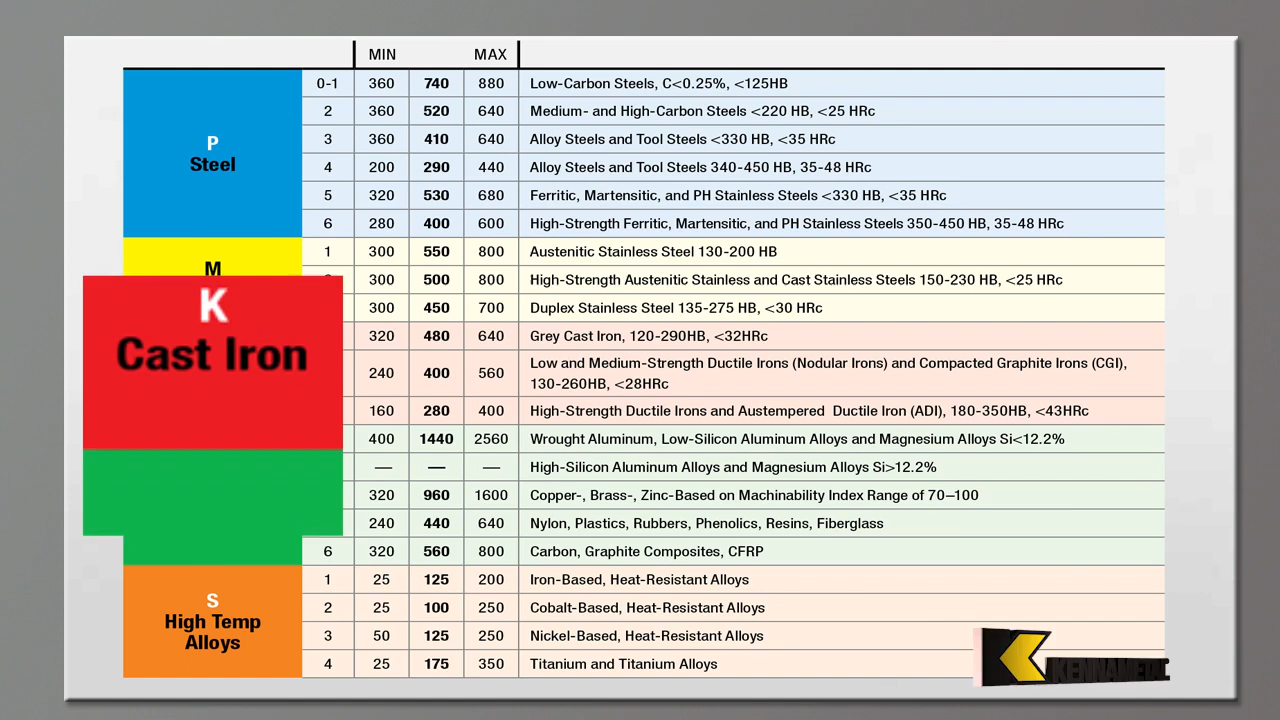 MIN MAX
0-1 360 740 880 Low-Carbon Steels, C<0.25%, <125HB
2 360 520 640 Medium- and High-Carbon Steels <220 HB, <25 HRc
P
Steel
3 360 410 640 Alloy Steels and Tool Steels <330 HB, <35 HRc
4 200 290 440 Alloy Steels and Tool Steels 340-450 HB, 35-48 HRc
5 320 530 680 Ferritic, Martensitic, and PH Stainless Steels <330 HB, <35 HRc
6 280 400 600 High-Strength Ferritic, Martensitic, and PH Stainless Steels 350-450 HB, 35-48 HRc
M
1 300 550 800 Austenitic Stainless Steel 130-200 HB
300 500 800 High-Strength Austenitic Stainless and Cast Stainless Steels 150-230 HB, <25 HRc
K
Cast Iron
300 450 700 Duplex Stainless Steel 135-275 HB, <30 HRc
320 480 640 Grey Cast Iron, 120-290HB, <32HRc
240 400 560 Low and Medium-Strength Ductile Irons (Nodular Irons) and Compacted Graphite Irons (CGI),
130-260HB, <28HRc
160 280 400 High-Strength Ductile Irons and Austempered Ductile Iron (ADI), 180-350HB, <43HRc
400 1440 2560 Wrought Aluminum, Low-Silicon Aluminum Alloys and Magnesium Alloys Si<12.2%
— — — High-Silicon Aluminum Alloys and Magnesium Alloys Si>12.2%
320 960 1600 Copper-, Brass-, Zinc-Based on Machinability Index Range of 70–100
240 440 640 Nylon, Plastics, Rubbers, Phenolics, Resins, Fiberglass
6 320 560 800 Carbon, Graphite Composites, CFRP
S
High Temp
Alloys
1 25 125 200 Iron-Based, Heat-Resistant Alloys
2 25 100 250 Cobalt-Based, Heat-Resistant Alloys
3 50 125 250 Nickel-Based, Heat-Resistant Alloys
4 25 175 350 Titanium and Titanium Alloys
KENNAMETAL